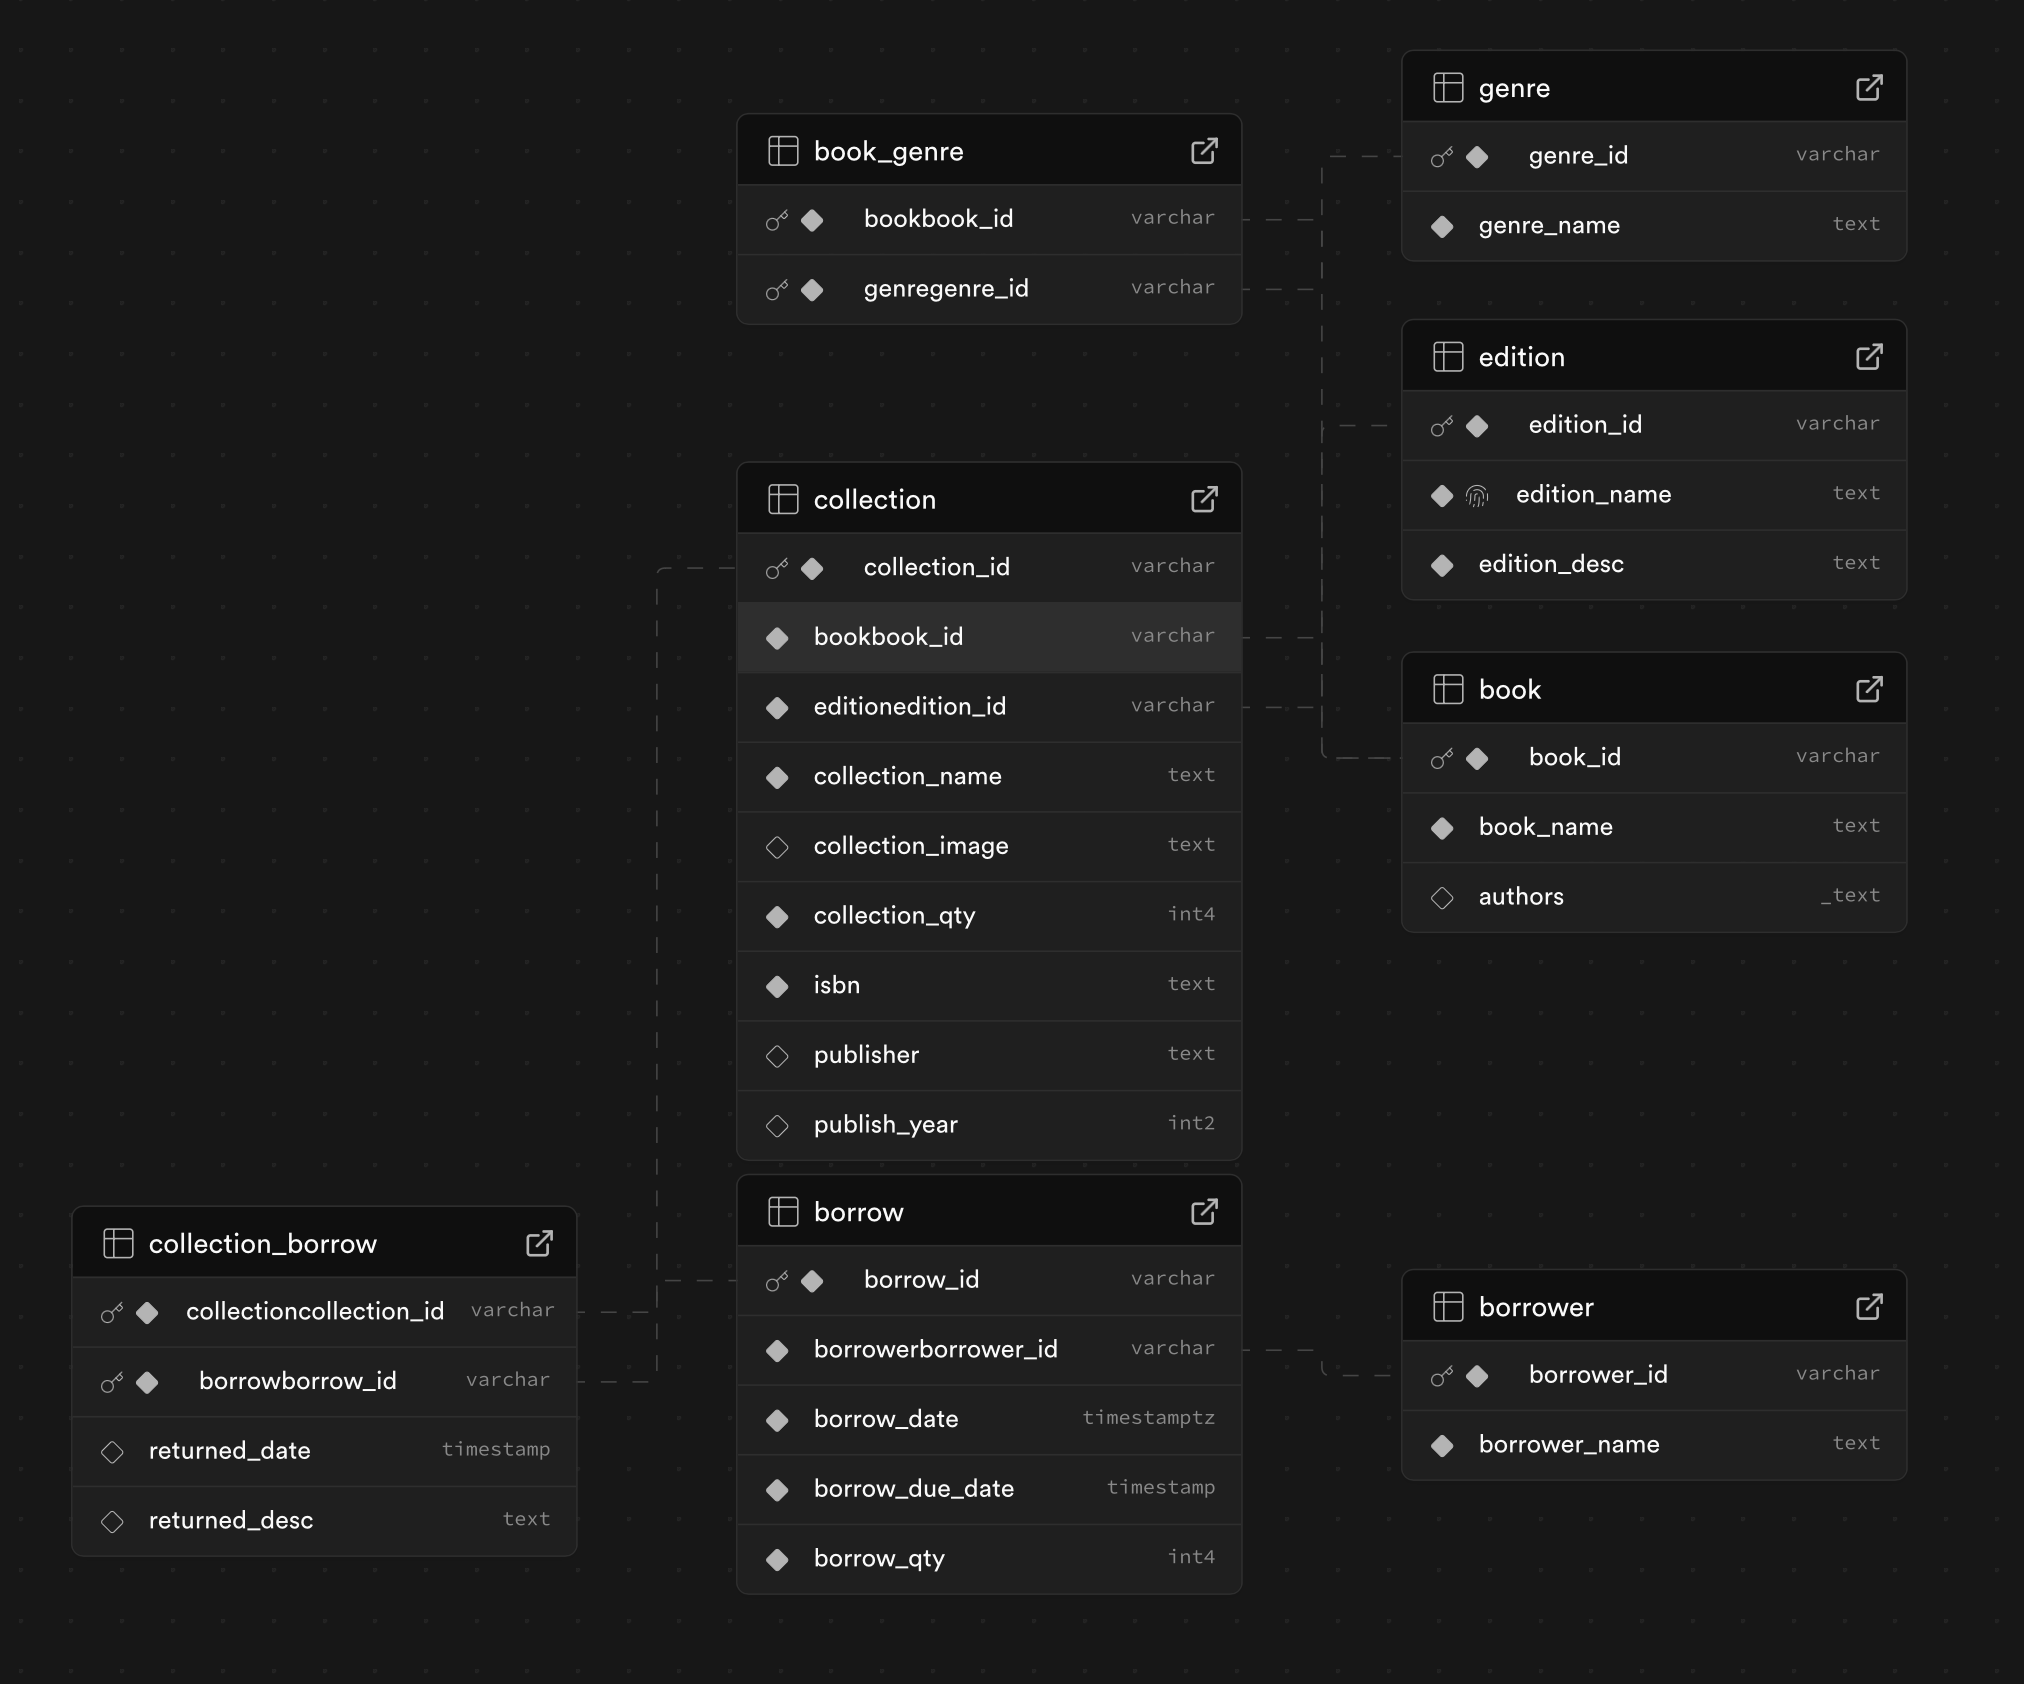 genre
genre_id varchar
genre_name text
book_genre
bookbook_id varchar
genregenre_id varchar
edition
edition_id varchar
edition_name text
edition_desc text
collection
collection_id varchar
bookbook_id varchar
editionedition_id varchar
collection_name text
collection_image text
collection_qty int4
isbn text
publisher text
publish_year int2
book
book_id varchar
book_name text
authors _text
collection_borrow
collectioncollection_id varchar
borrowborrow_id varchar
returned_date timestamp
returned_desc text
borrow
borrow_id varchar
borrowerborrower_id varchar
borrow_date timestamptz
borrow_due_date timestamp
borrow_qty int4
borrower
borrower_id varchar
borrower_name text